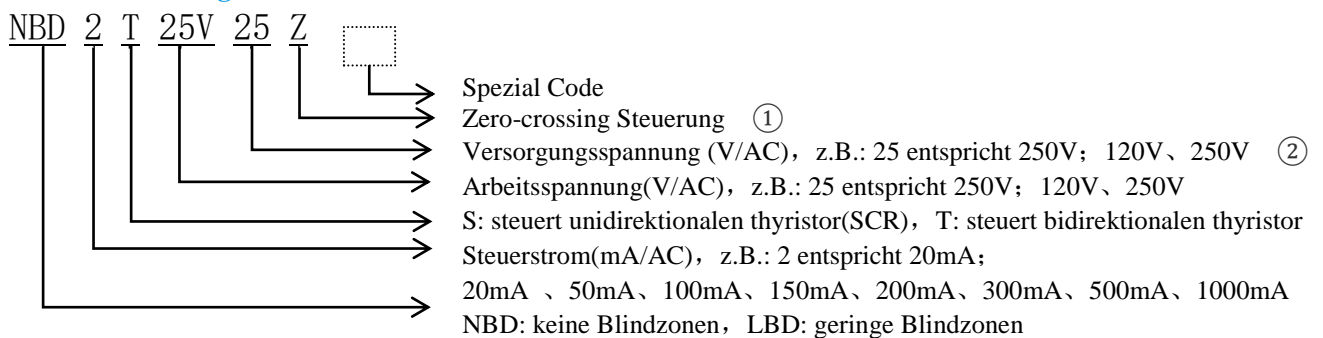 NBD 2 T 25V 25 Z
Spezial Code
Zero-crossing Steuerung ①
Versorgungsspannung (V/AC)，z.B.: 25 entspricht 250V；120V、250V ②
Arbeitsspannung(V/AC)，z.B.: 25 entspricht 250V；120V、250V
S: steuert unidirektionalen thyristor(SCR)，T: steuert bidirektionalen thyristor
Steuerstrom(mA/AC)，z.B.: 2 entspricht 20mA；
20mA 、50mA、100mA、150mA、200mA、300mA、500mA、1000mA
NBD: keine Blindzonen，LBD: geringe Blindzonen